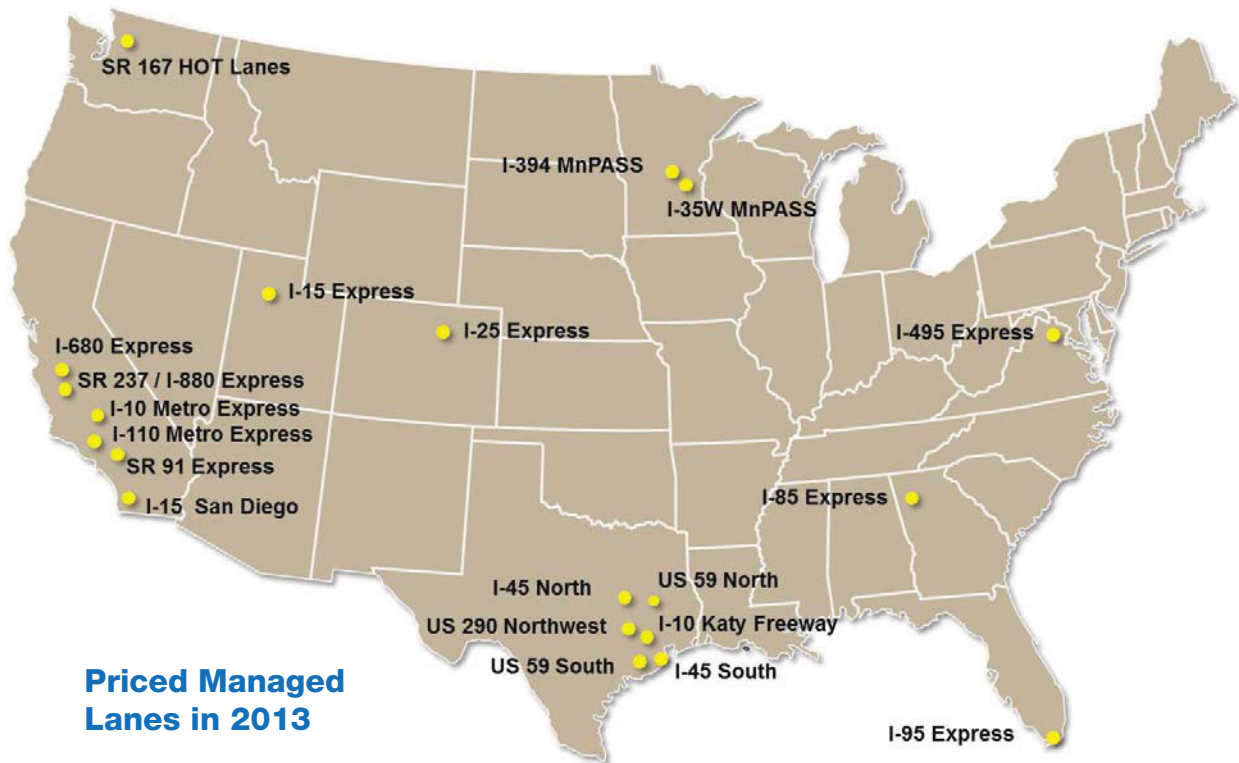 SR 167 HOT Lanes
I-394 MnPASS
I-35W MnPASS
I-15 Express
I-25 Express
I-495 Express
I-680 Express
SR 237 / I-880 Express
I-10 Metro Express
I-110 Metro Express
SR 91 Express
I-15 San Diego
I-85 Express
I-45 North
US 59 North
US 290 Northwest
I-10 Katy Freeway
US 59 South
I-45 South
Priced Managed
Lanes in 2013
I-95 Express